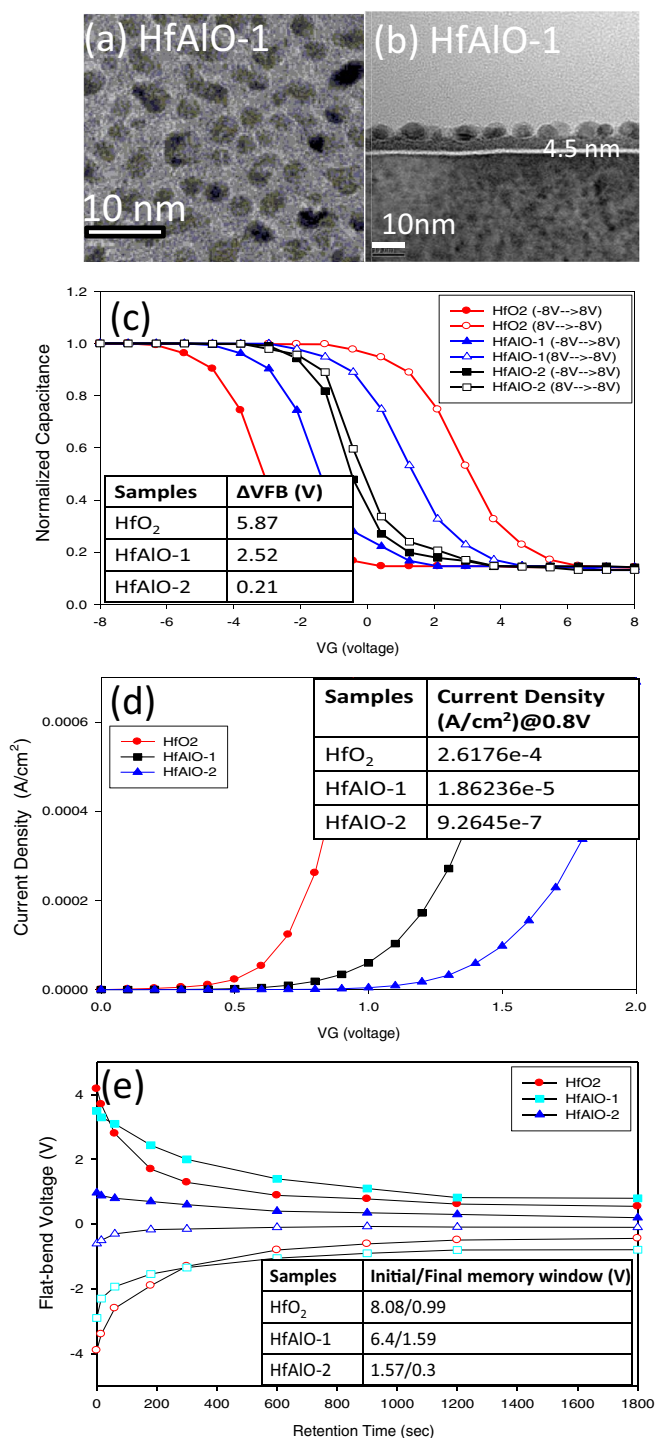 (a) HfAlO-1
10 nm
(b) HfAlO-1
4.5 nm
10nm
(c)
Normalized Capacitance
1.2
1.0
0.8
0.6
0.4
0.2
0.0
HfO2 (-8V-->8V)
HfO2 (8V-->-8V)
HfAlO-1 (-8V-->8V)
HfAlO-1(8V-->-8V)
HfAlO-2 (-8V-->8V)
HfAlO-2 (8V-->-8V)
Samples ΔVFB (V)
HfO₂ 5.87
HfAlO-1 2.52
HfAlO-2 0.21
-8 -6 -4 -2 0 2 4 6 8
VG (voltage)
(d)
Current Density (A/cm²)
0.0006
0.0004
0.0002
0.0000
HfO2
HfAlO-1
HfAlO-2
Samples Current Density
(A/cm²)@0.8V
HfO₂ 2.6176e-4
HfAlO-1 1.86236e-5
HfAlO-2 9.2645e-7
0.0 0.5 1.0 1.5 2.0
VG (voltage)
(e)
Flat-bend Voltage (V)
4
2
0
-2
-4
HfO2
HfAlO-1
HfAlO-2
Samples Initial/Final memory window (V)
HfO₂ 8.08/0.99
HfAlO-1 6.4/1.59
HfAlO-2 1.57/0.3
0 200 400 600 800 1000 1200 1400 1600 1800
Retention Time (sec)